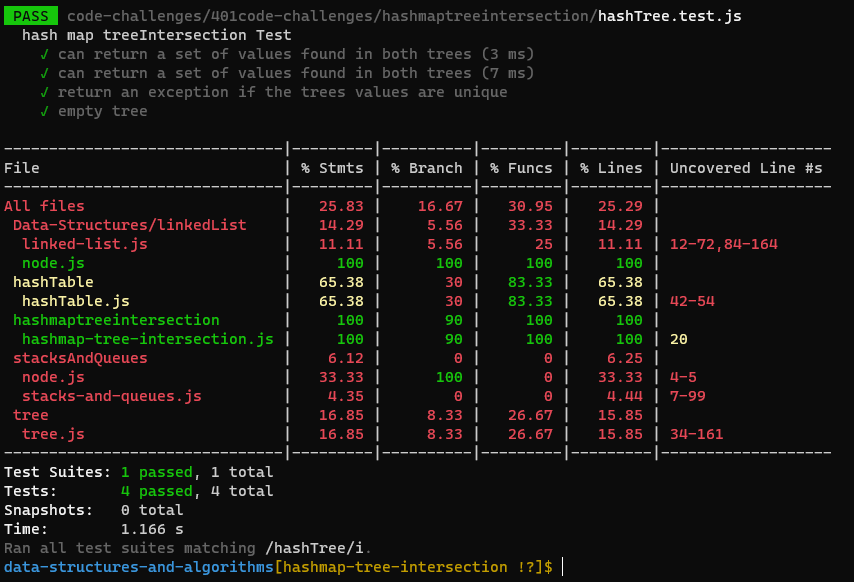 PASS code-challenges/401code-challenges/hashmaptreeintersection/hashTree.test.js
hash map treeIntersection Test
√ can return a set of values found in both trees (3 ms)
√ can return a set of values found in both trees (7 ms)
√ return an exception if the trees values are unique
√ empty tree
-------------------------------|---------|----------|---------|---------|-------------------
File | % Stmts | % Branch | % Funcs | % Lines | Uncovered Line #s
-------------------------------|---------|----------|---------|---------|-------------------
All files | 25.83 | 16.67 | 30.95 | 25.29 |
Data-Structures/linkedList | 14.29 | 5.56 | 33.33 | 14.29 |
linked-list.js | 11.11 | 5.56 | 25 | 11.11 | 12-72,84-164
node.js | 100 | 100 | 100 | 100 |
hashTable | 65.38 | 30 | 83.33 | 65.38 |
hashTable.js | 65.38 | 30 | 83.33 | 65.38 | 42-54
hashmaptreeintersection | 100 | 90 | 100 | 100 |
hashmap-tree-intersection.js | 100 | 90 | 100 | 100 | 20
stacksAndQueues | 6.12 | 0 | 0 | 6.25 |
node.js | 33.33 | 100 | 0 | 33.33 | 4-5
stacks-and-queues.js | 4.35 | 0 | 0 | 4.44 | 7-99
tree | 16.85 | 8.33 | 26.67 | 15.85 |
tree.js | 16.85 | 8.33 | 26.67 | 15.85 | 34-161
-------------------------------|---------|----------|---------|---------|-------------------
Test Suites: 1 passed, 1 total
Tests: 4 passed, 4 total
Snapshots: 0 total
Time: 1.166 s
Ran all test suites matching /hashTree/i.
data-structures-and-algorithms[hashmap-tree-intersection !?]$